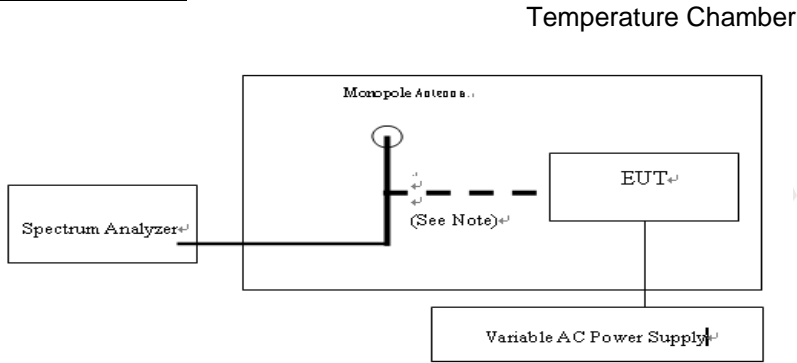 Temperature Chamber
Monopole Antenna
EUT
Spectrum Analyzer
(See Note)
Variable AC Power Supply